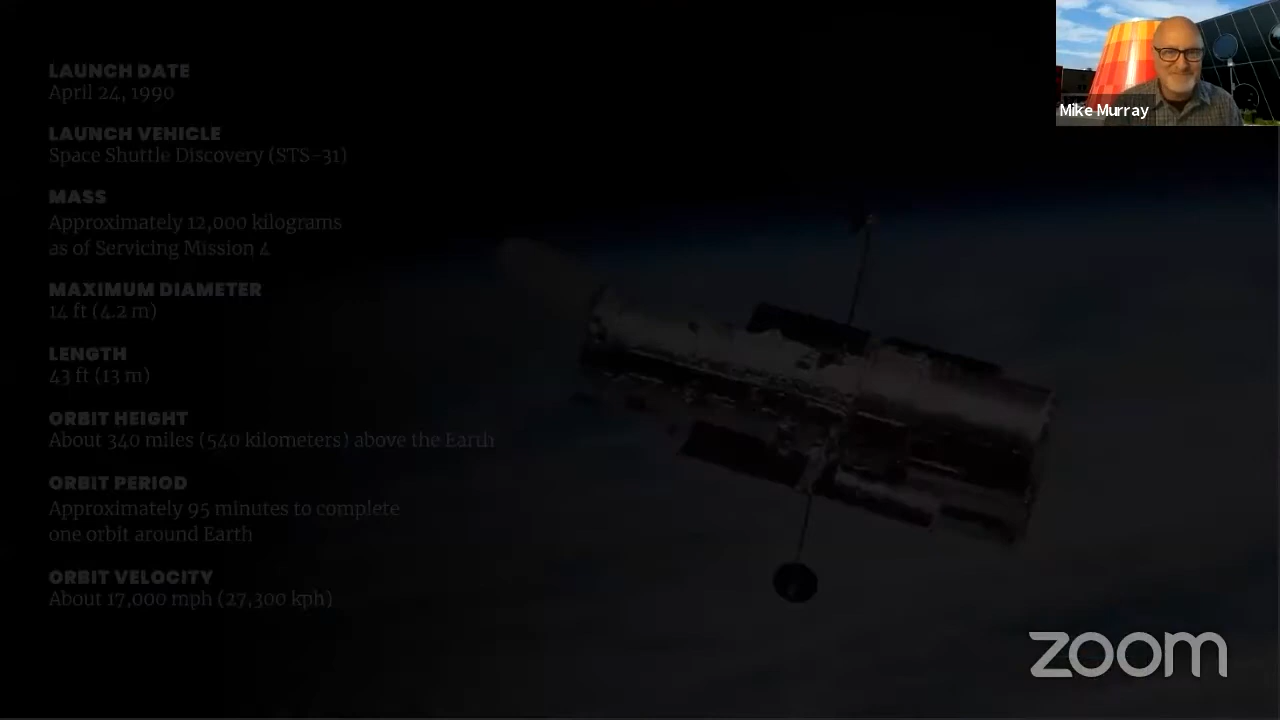 LAUNCH DATE
April 24, 1990
LAUNCH VEHICLE
Space Shuttle Discovery (STS-31)
MASS
Approximately 12,000 kilograms
as of Servicing Mission 4
MAXIMUM DIAMETER
14 ft (4.2 m)
LENGTH
43 ft (13 m)
ORBIT HEIGHT
About 340 miles (540 kilometers) above the Earth
ORBIT PERIOD
Approximately 95 minutes to complete
one orbit around Earth
ORBIT VELOCITY
About 17,000 mph (27,300 kph)
Mike Murray
zoom